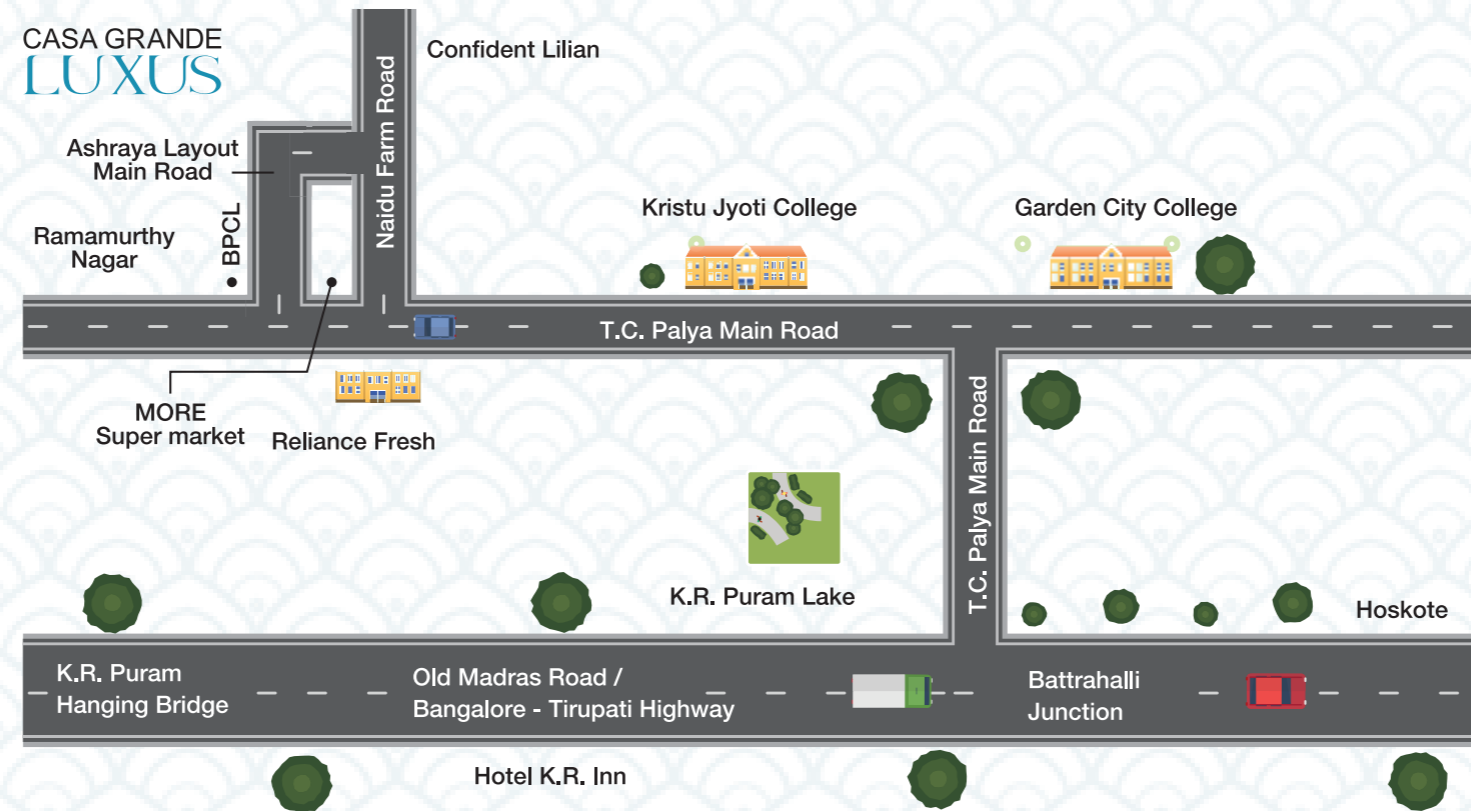 CASA GRANDE
LUXUS
Confident Lilian
Naidu Farm Road
Ashraya Layout
Main Road
BPCL
Ramamurthy
Nagar
Kristu Jyoti College
Garden City College
T.C. Palya Main Road
MORE
Super market
Reliance Fresh
T.C. Palya Main Road
K.R. Puram Lake
Hoskote
K.R. Puram
Hanging Bridge
Old Madras Road /
Bangalore - Tirupati Highway
Battrahalli
Junction
Hotel K.R. Inn